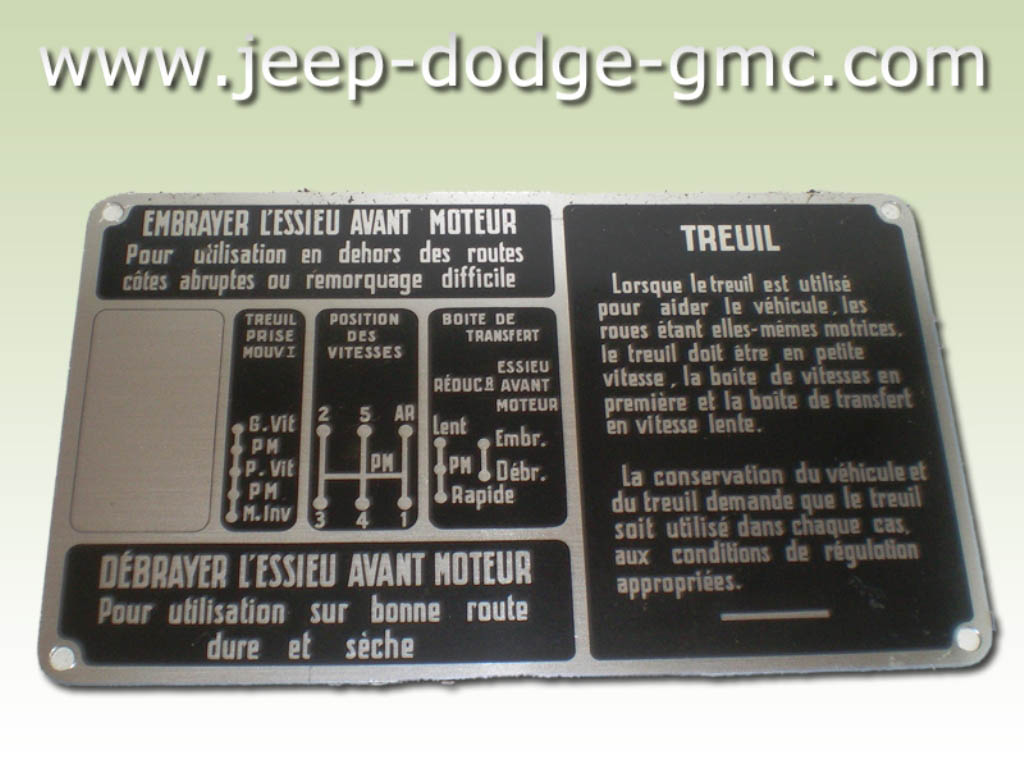 www.jeep-dodge-gmc.com
EMBRAYER L'ESSIEU AVANT MOTEUR
Pour utilisation en dehors des routes
côtes abruptes ou remorquage difficile
TREUIL
PRISE
MOUV.I
G.Vit
PM
P.Vit
PM
M.Inv
POSITION
DES
VITESSES
2 5 AR
PM
3 4 1
BOITE DE
TRANSFERT
ESSIEU
RÉDUC.R AVANT
MOTEUR
Lent
Embr.
PM
Débr.
Rapide
DÉBRAYER L'ESSIEU AVANT MOTEUR
Pour utilisation sur bonne route
dure et sèche
TREUIL
Lorsque le treuil est utilisé
pour aider le véhicule, les
roues étant elles-mêmes motrices,
le treuil doit être en petite
vitesse, la boite de vitesses en
première et la boite de transfert
en vitesse lente.
La conservation du véhicule et
du treuil demande que le treuil
soit utilisé dans chaque cas,
aux conditions de régulation
appropriées.